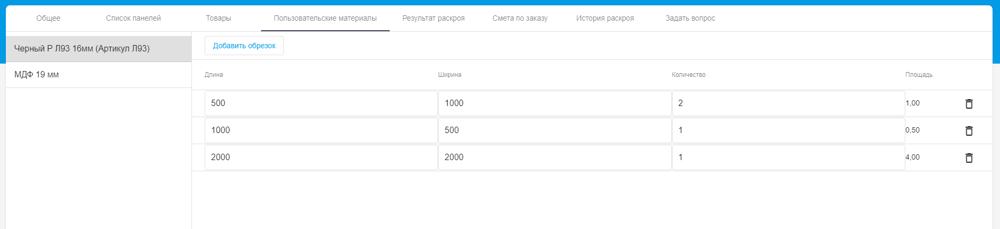 Общее Список панелей Товары Пользовательские материалы Результат раскроя Смета по заказу История раскроя Задать вопрос
Черный Р Л93 16мм (Артикул Л93)
МДФ 19 мм
Добавить обрезок
Длина Ширина Количество Площадь
500 1000 2 1,00
1000 500 1 0,50
2000 2000 1 4,00